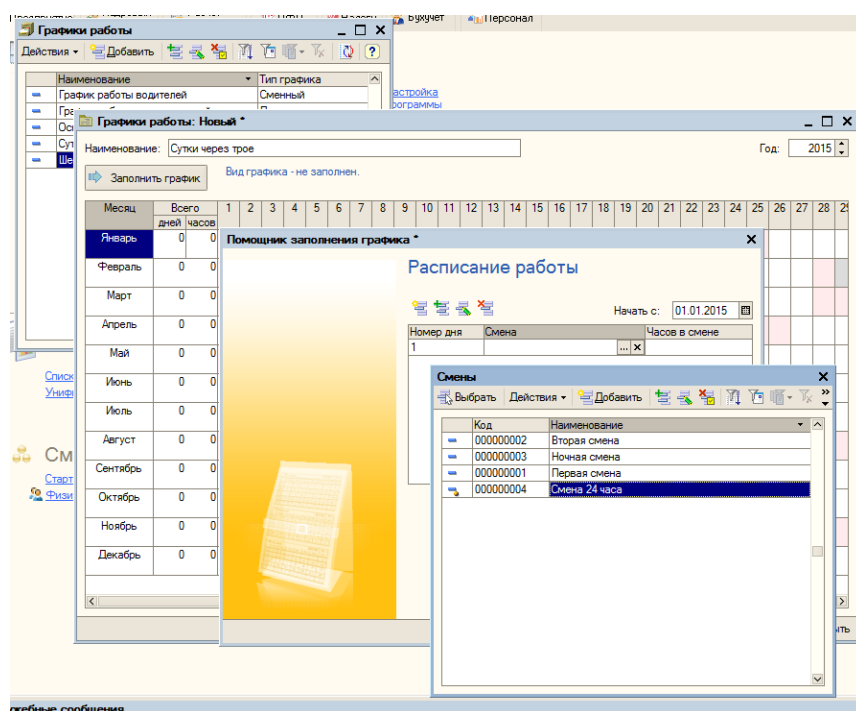 Бухучет Персонал
Графики работы
Действия Добавить ?
Наименование Тип графика
График работы водителей Сменный
астройка
рограммы
Графики работы: Новый *
Наименование: Сутки через трое Год: 2015
Заполнить график Вид графика - не заполнен.
Месяц Всего 1 2 3 4 5 6 7 8 9 10 11 12 13 14 15 16 17 18 19 20 21 22 23 24 25 26 27 28
дней часов
Январь 0 0
Помощник заполнения графика *
Февраль 0 0
Расписание работы
Март 0 0
Начать с: 01.01.2015
Апрель 0 0
Номер дня Смена Часов в смене
1 ...
Май 0 0
Июнь 0 0
Июль 0 0
Август 0 0
Сентябрь 0 0
Октябрь 0 0
Ноябрь 0 0
Декабрь 0 0
Смены
Выбрать Действия Добавить
Код Наименование
000000002 Вторая смена
000000003 Ночная смена
000000001 Первая смена
000000004 Смена 24 часа
Списк
Унифи
См
Старт
Физи
ыть
жебные сообщения